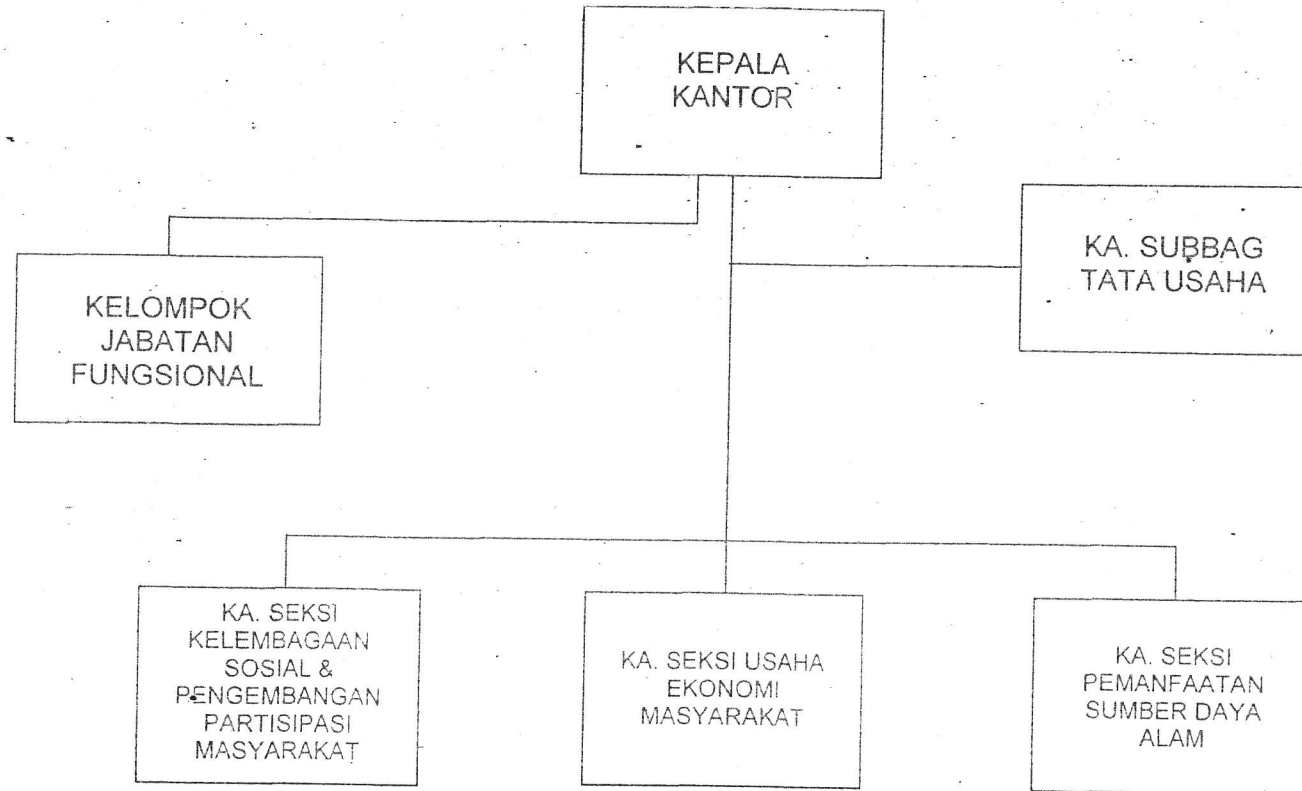 KEPALA
KANTOR
KA. SUBBAG
TATA USAHA
KELOMPOK
JABATAN
FUNGSIONAL
KA. SEKSI
KELEMBAGAAN
SOSIAL &
PENGEMBANGAN
PARTISIPASI
MASYARAKAT
KA. SEKSI USAHA
EKONOMI
MASYARAKAT
KA. SEKSI
PEMANFAATAN
SUMBER DAYA
ALAM